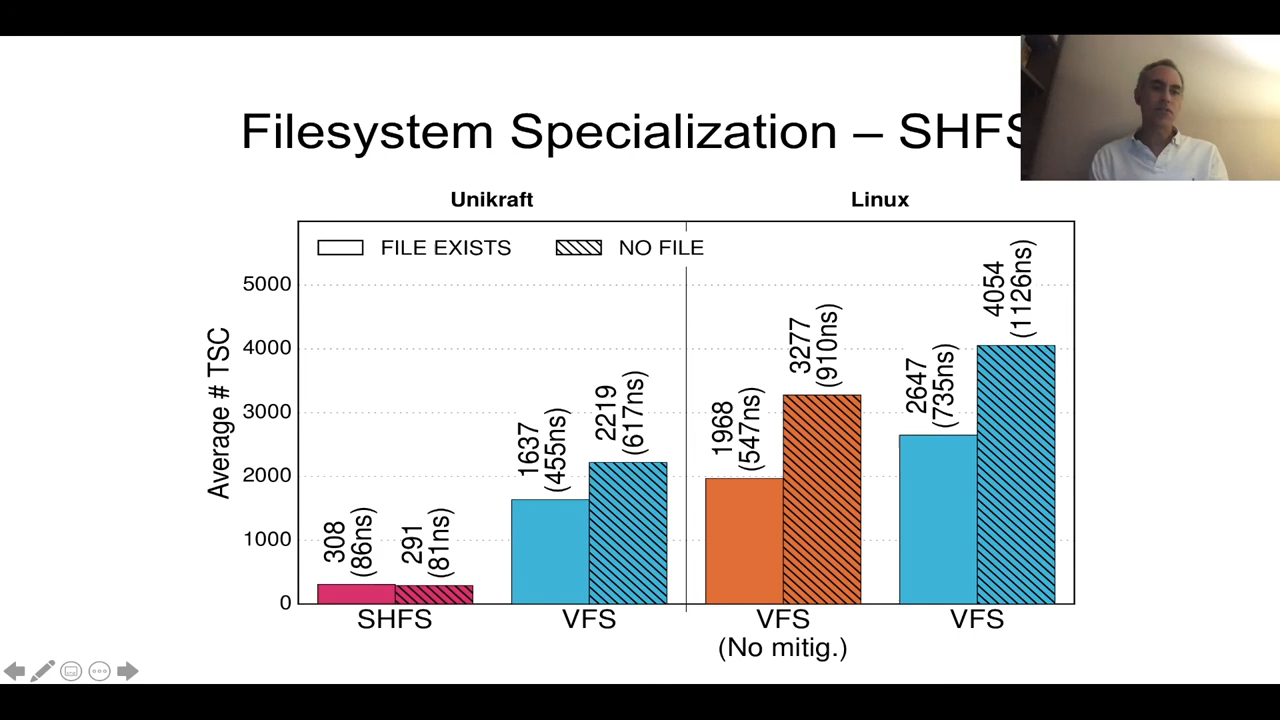 Filesystem Specialization – SHFS
Unikraft
Linux
FILE EXISTS
NO FILE
Average # TSC
5000
4000
3000
2000
1000
0
308
(86ns)
291
(81ns)
1637
(455ns)
2219
(617ns)
1968
(547ns)
3277
(910ns)
2647
(735ns)
4054
(1126ns)
SHFS
VFS
VFS
(No mitig.)
VFS